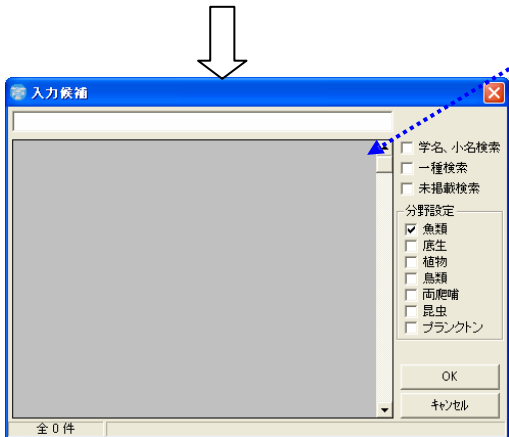 入力候補
学名、小名検索
一種検索
未掲載検索
分野設定
魚類
底生
植物
鳥類
両爬哺
昆虫
プランクトン
OK
キャンセル
全 0 件